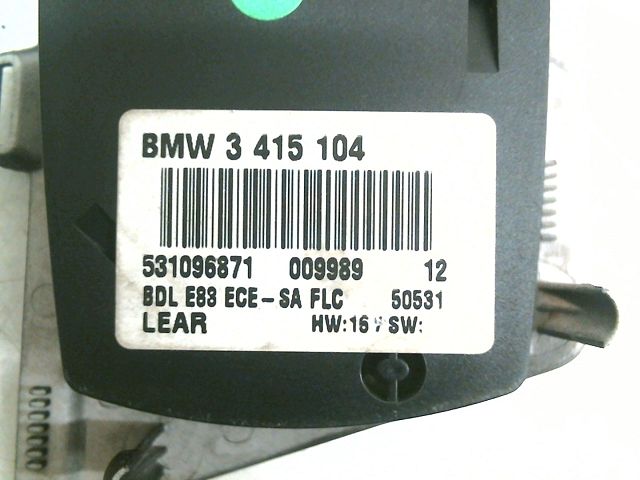 BMW 3 415 104
531096871 009989 12
BDL E83 ECE-SA FLC 50531
LEAR HW:16 SW: